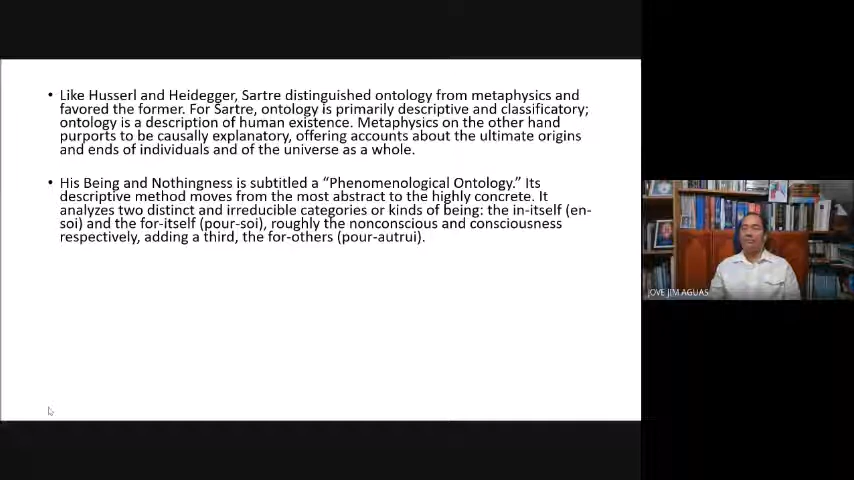 • Like Husserl and Heidegger, Sartre distinguished ontology from metaphysics and
favored the former. For Sartre, ontology is primarily descriptive and classificatory;
ontology is a description of human existence. Metaphysics on the other hand
purports to be causally explanatory, offering accounts about the ultimate origins
and ends of individuals and of the universe as a whole.
• His Being and Nothingness is subtitled a “Phenomenological Ontology.” Its
descriptive method moves from the most abstract to the highly concrete. It
analyzes two distinct and irreducible categories or kinds of being: the in-itself (en-
soi) and the for-itself (pour-soi), roughly the nonconscious and consciousness
respectively, adding a third, the for-others (pour-autrui).
JOVE JIM AGUAS